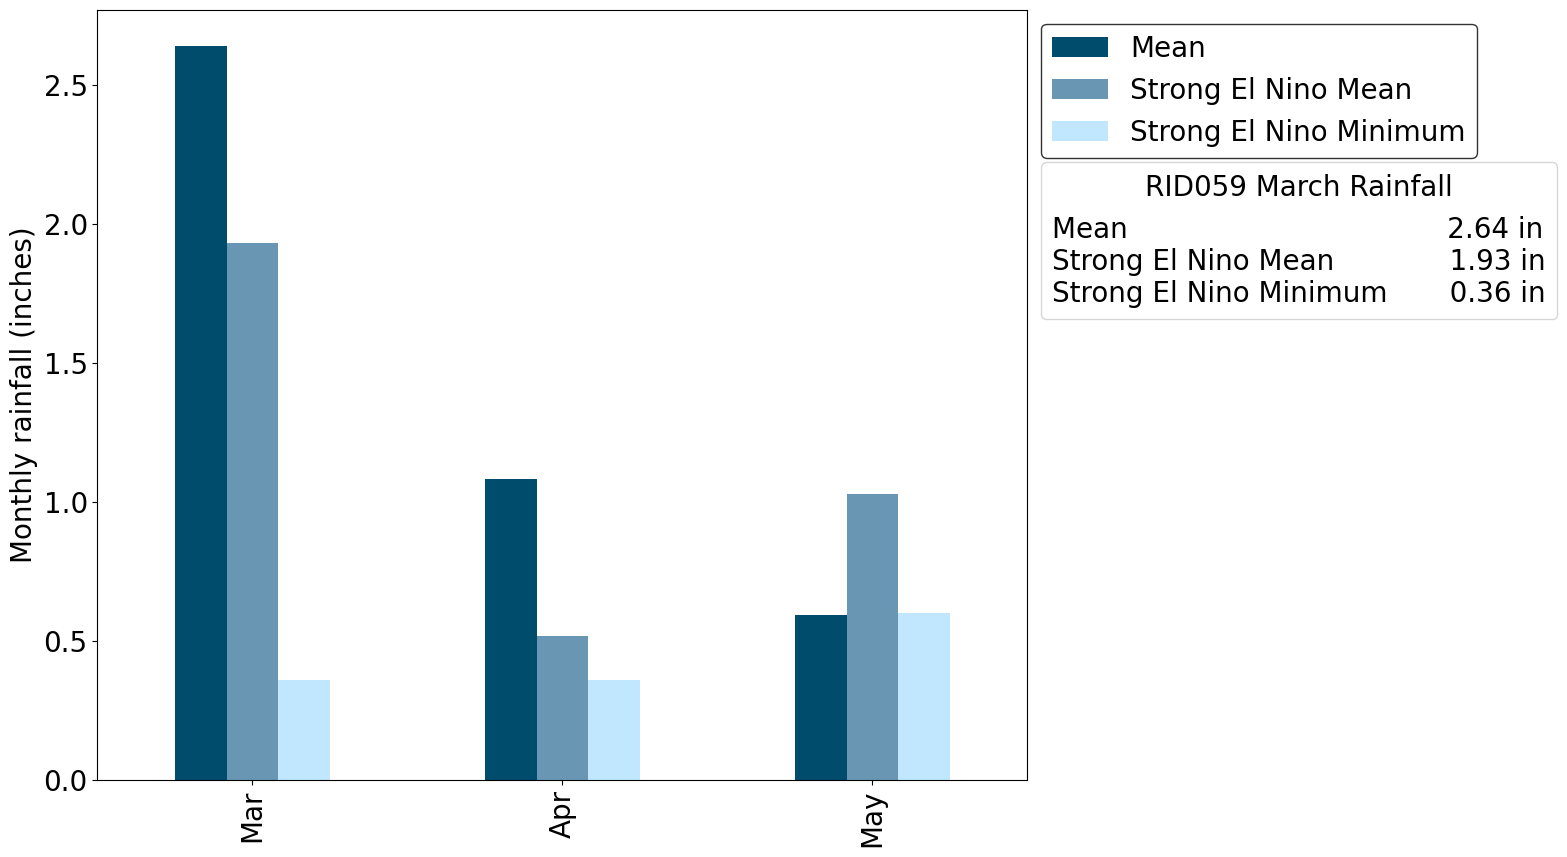 Monthly rainfall (inches)
2.5
2.0
1.5
1.0
0.5
0.0
Mar
Apr
May
Mean
Strong El Nino Mean
Strong El Nino Minimum
RID059 March Rainfall
Mean 2.64 in
Strong El Nino Mean 1.93 in
Strong El Nino Minimum 0.36 in